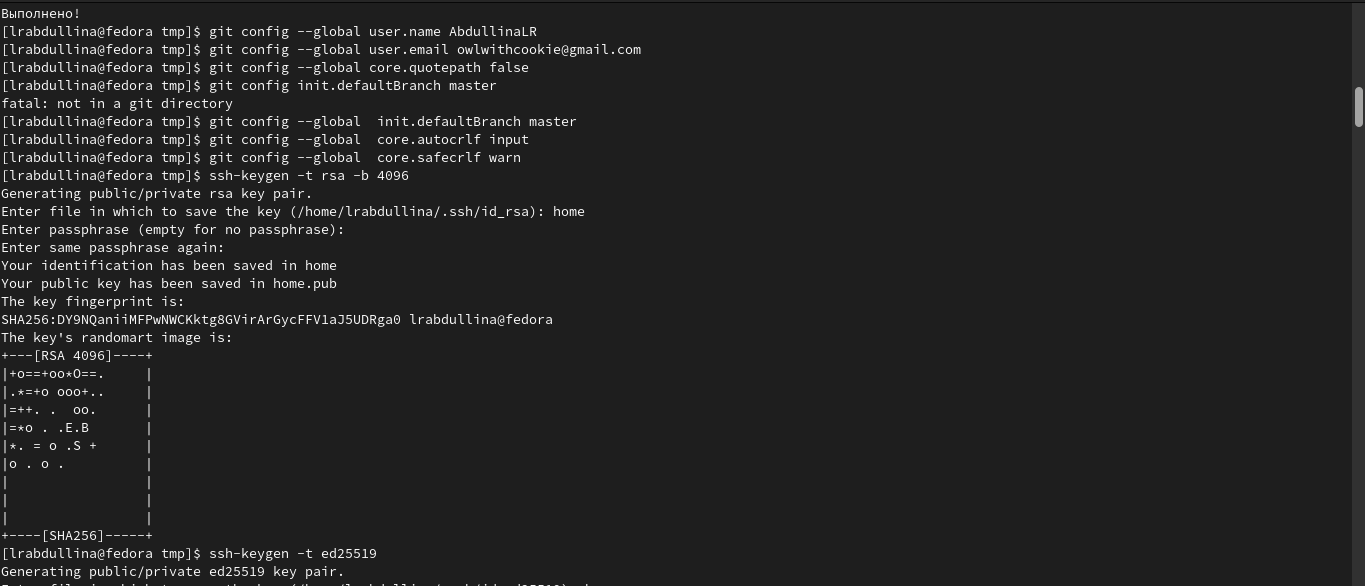 Выполнено!
[lrabdullina@fedora tmp]$ git config --global user.name AbdullinaLR
[lrabdullina@fedora tmp]$ git config --global user.email owlwithcookie@gmail.com
[lrabdullina@fedora tmp]$ git config --global core.quotepath false
[lrabdullina@fedora tmp]$ git config init.defaultBranch master
fatal: not in a git directory
[lrabdullina@fedora tmp]$ git config --global  init.defaultBranch master
[lrabdullina@fedora tmp]$ git config --global  core.autocrlf input
[lrabdullina@fedora tmp]$ git config --global  core.safecrlf warn
[lrabdullina@fedora tmp]$ ssh-keygen -t rsa -b 4096
Generating public/private rsa key pair.
Enter file in which to save the key (/home/lrabdullina/.ssh/id_rsa): home
Enter passphrase (empty for no passphrase):
Enter same passphrase again:
Your identification has been saved in home
Your public key has been saved in home.pub
The key fingerprint is:
SHA256:DY9NQaniiMFPwNWCKktg8GVirArGycFFV1aJ5UDRga0 lrabdullina@fedora
The key's randomart image is:
+---[RSA 4096]----+
|+o==+oo*O==.     |
|.*=+o ooo+..     |
|=++. .  oo.      |
|=*o . .E.B       |
|*. = o .S +      |
|o . o .          |
|                 |
|                 |
|                 |
+----[SHA256]-----+
[lrabdullina@fedora tmp]$ ssh-keygen -t ed25519
Generating public/private ed25519 key pair.